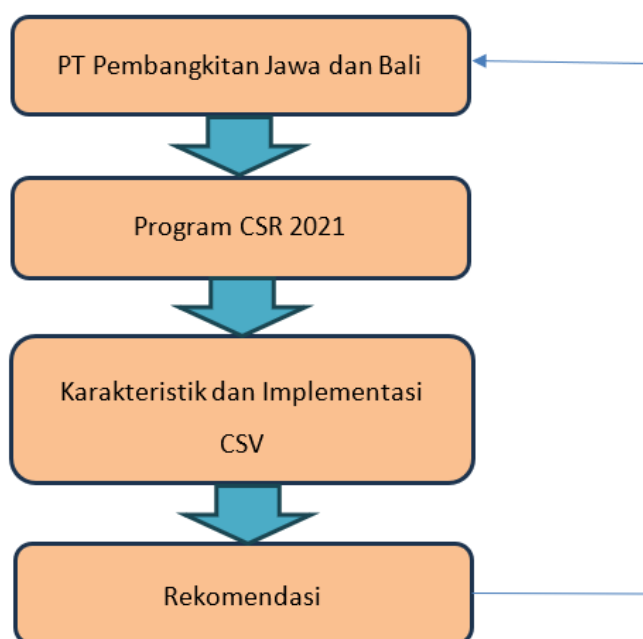 PT Pembangkitan Jawa dan Bali
Program CSR 2021
Karakteristik dan Implementasi
CSV
Rekomendasi